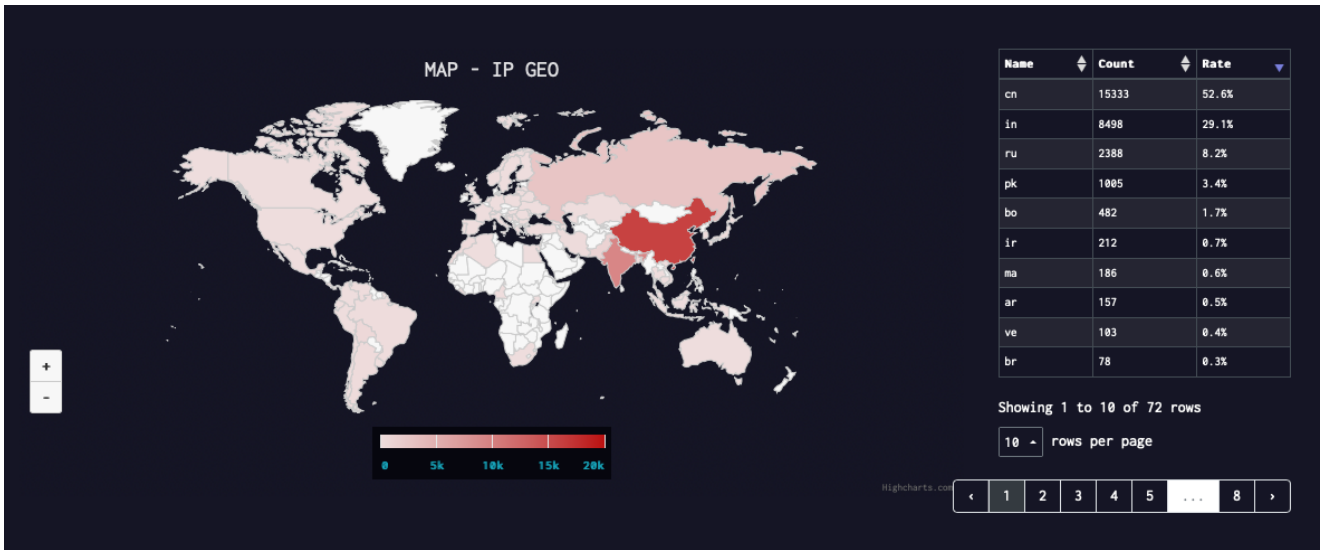 MAP - IP GEO
+
-
0 5k 10k 15k 20k
Highcharts.com
Name Count Rate
cn 15333 52.6%
in 8498 29.1%
ru 2388 8.2%
pk 1005 3.4%
bo 482 1.7%
ir 212 0.7%
ma 186 0.6%
ar 157 0.5%
ve 103 0.4%
br 78 0.3%
Showing 1 to 10 of 72 rows
10 rows per page
‹ 1 2 3 4 5 ... 8 ›